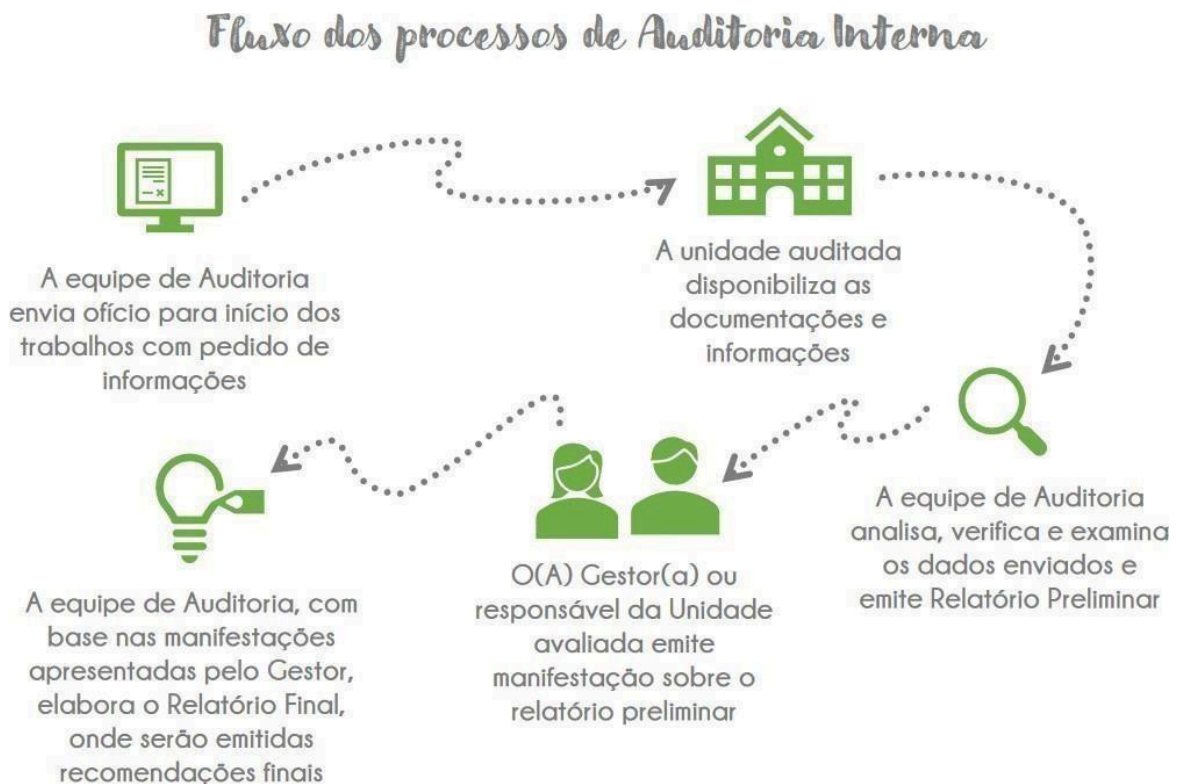 Fluxo dos processos de Auditoria Interna
A equipe de Auditoria
envia ofício para início dos
trabalhos com pedido de
informações
A unidade auditada
disponibiliza as
documentações e
informações
A equipe de Auditoria
analisa, verifica e examina
os dados enviados e
emite Relatório Preliminar
O(A) Gestor(a) ou
responsável da Unidade
avaliada emite
manifestação sobre o
relatório preliminar
A equipe de Auditoria, com
base nas manifestações
apresentadas pelo Gestor,
elabora o Relatório Final,
onde serão emitidas
recomendações finais